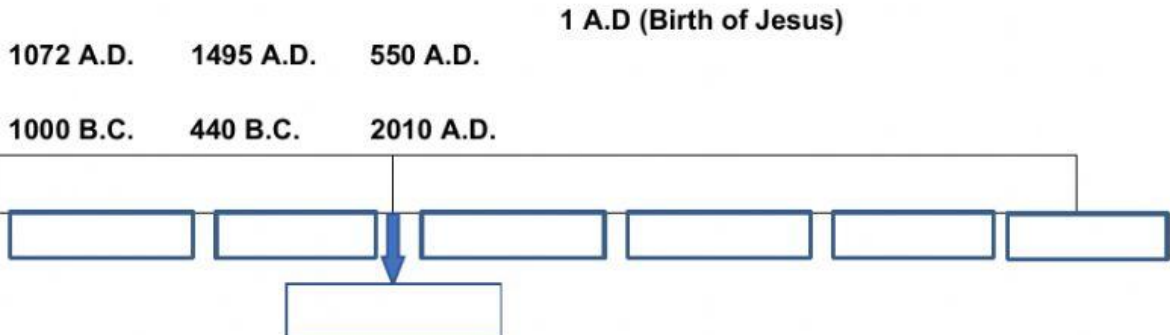 1 A.D (Birth of Jesus)
1072 A.D. 1495 A.D. 550 A.D.
1000 B.C. 440 B.C. 2010 A.D.